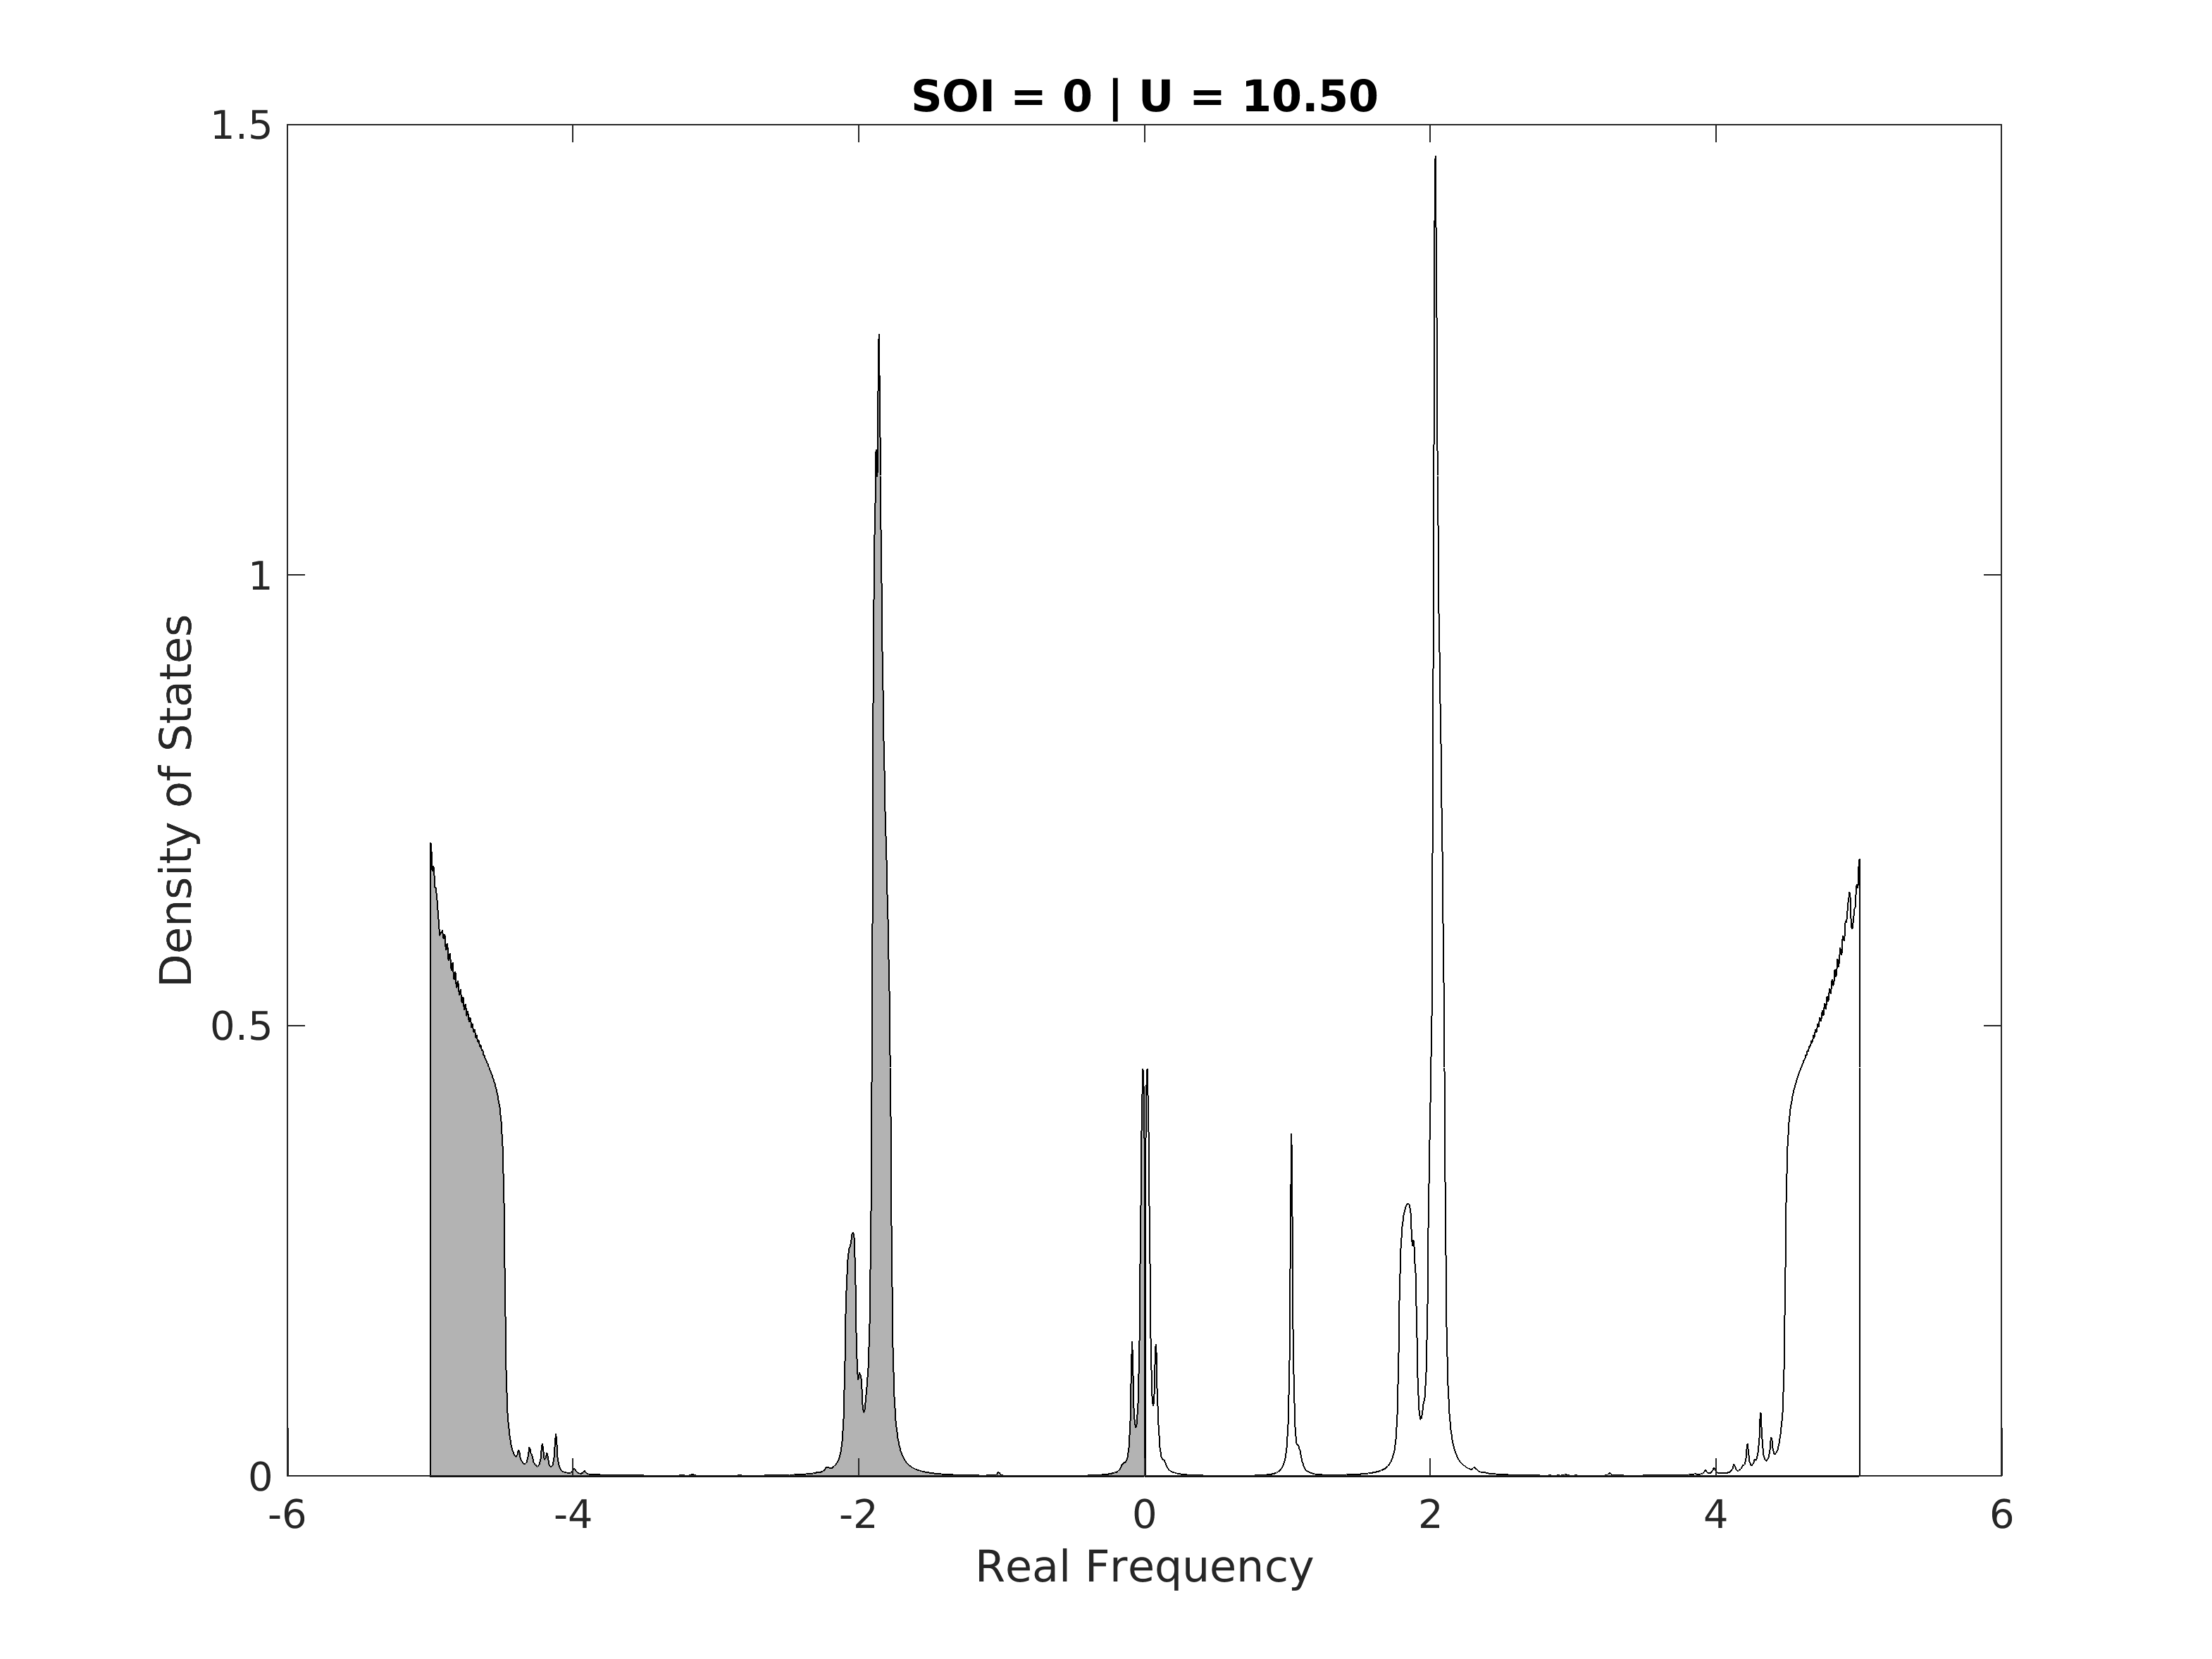 SOI = 0 | U = 10.50
1.5
1
0.5
0
-6 -4 -2 0 2 4 6
Density of States
Real Frequency